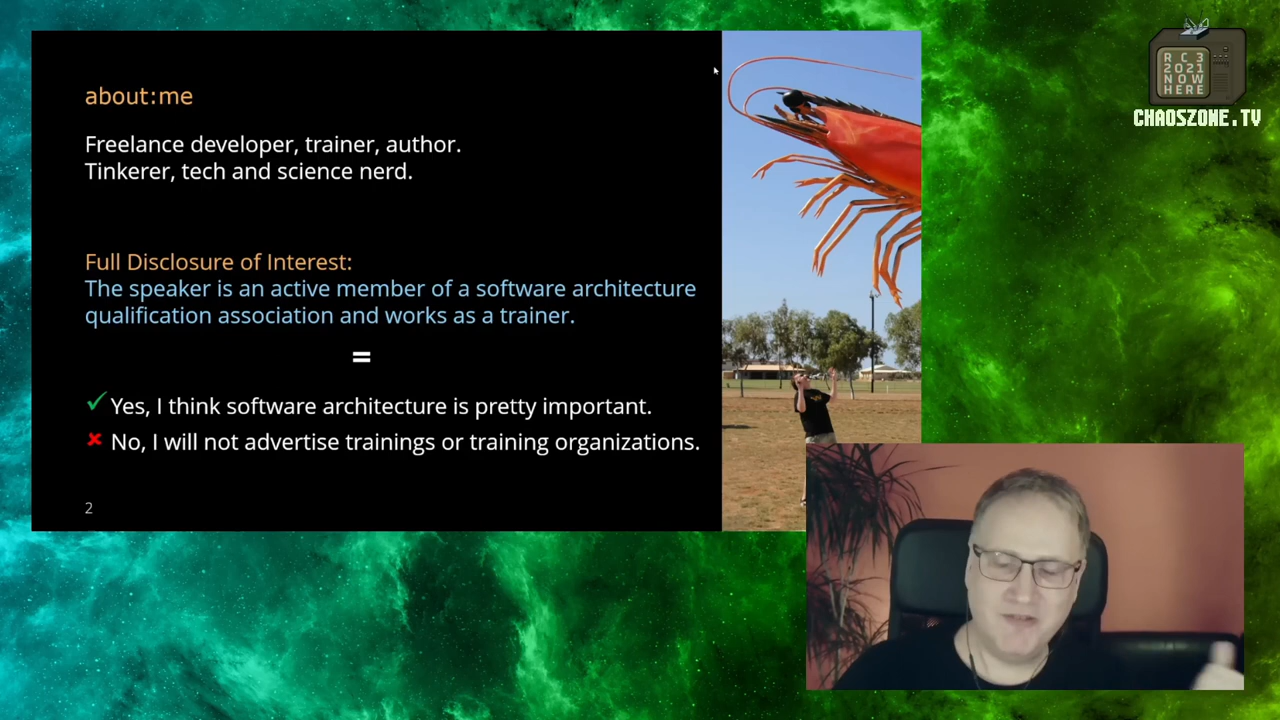 about:me
Freelance developer, trainer, author.
Tinkerer, tech and science nerd.
Full Disclosure of Interest:
The speaker is an active member of a software architecture
qualification association and works as a trainer.
=
✓ Yes, I think software architecture is pretty important.
✘ No, I will not advertise trainings or training organizations.
2
RC3
2021
NOW
HERE
CHAOSZONE.TV